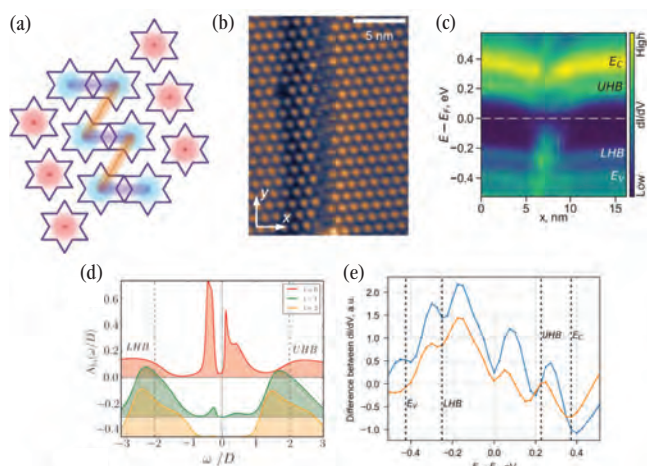 (a)
(b)
5 nm
y
x
(c)
E - E_F, eV
0.4
0.2
0.0
-0.2
-0.4
E_C
UHB
LHB
E_V
0
5
10
15
x, nm
High
dI/dV
Low
(d)
0.6
0.4
0.2
0.0
-0.2
-0.4
LHB
UHB
-3
-2
-1
0
1
2
3
ω/D
(e)
Difference between dI/dV, a.u.
2.0
1.5
1.0
0.5
0.0
-0.5
-1.0
E_V
LHB
UHB
E_C
-0.4
-0.2
0.0
0.2
0.4